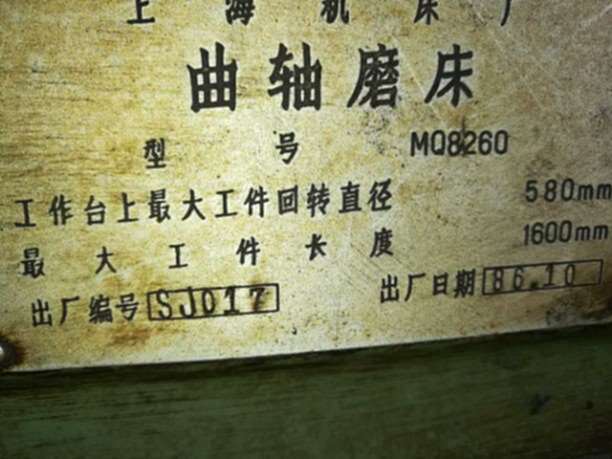 上海机床厂
曲轴磨床
型号 MQ8260
工作台上最大工件回转直径 580mm
最大工件长度 1600mm
出厂编号 SJ017 出厂日期 86.10